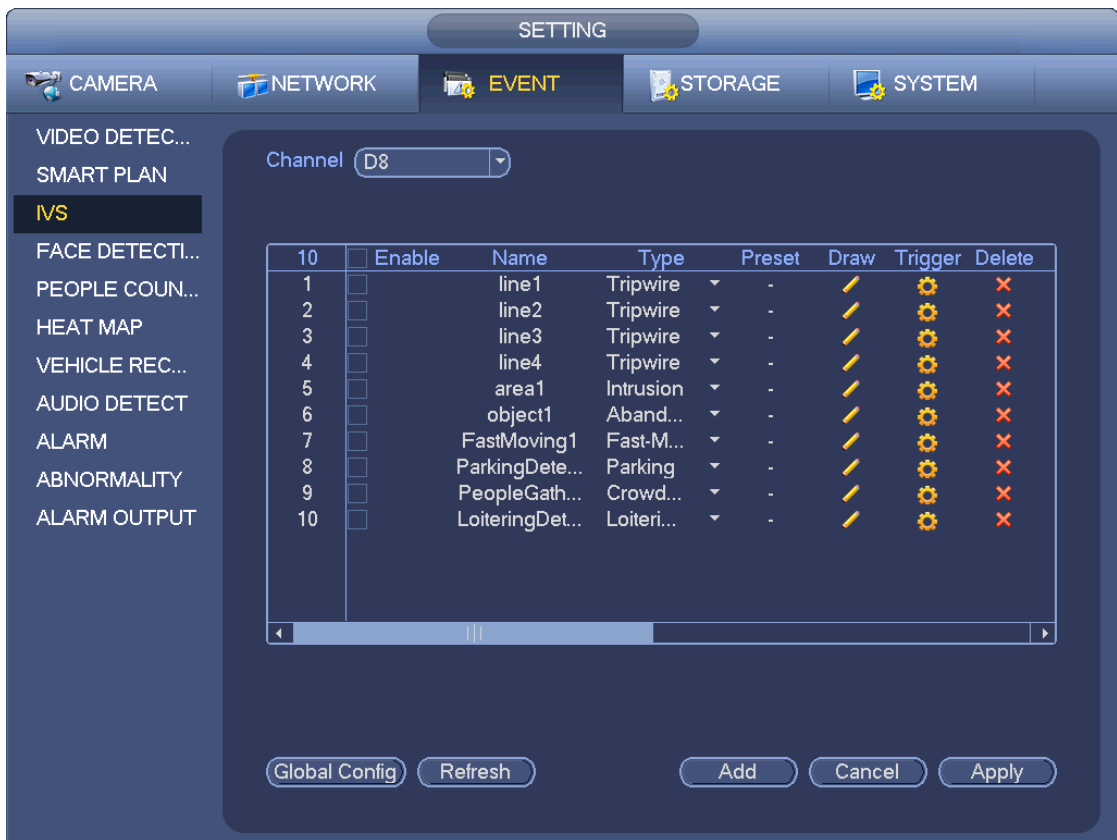 SETTING
CAMERA NETWORK EVENT STORAGE SYSTEM
VIDEO DETEC...
SMART PLAN
IVS
FACE DETECTI...
PEOPLE COUN...
HEAT MAP
VEHICLE REC...
AUDIO DETECT
ALARM
ABNORMALITY
ALARM OUTPUT
Channel D8
10 Enable Name Type Preset Draw Trigger Delete
1 line1 Tripwire -
2 line2 Tripwire -
3 line3 Tripwire -
4 line4 Tripwire -
5 area1 Intrusion -
6 object1 Aband... -
7 FastMoving1 Fast-M... -
8 ParkingDete... Parking -
9 PeopleGath... Crowd... -
10 LoiteringDet... Loiteri... -
Global Config Refresh Add Cancel Apply